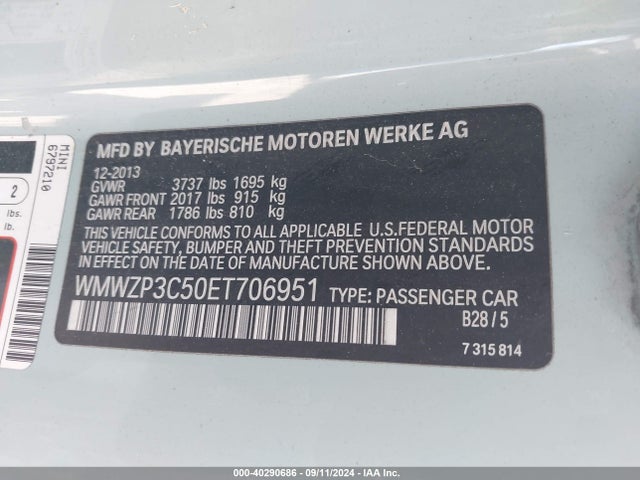 MFD BY BAYERISCHE MOTOREN WERKE AG
12-2013
GVWR 3737 lbs 1695 kg
GAWR FRONT 2017 lbs 915 kg
GAWR REAR 1786 lbs 810 kg
THIS VEHICLE CONFORMS TO ALL APPLICABLE U.S.FEDERAL MOTOR
VEHICLE SAFETY, BUMPER AND THEFT PREVENTION STANDARDS
IN EFFECT ON THE DATE OF MANUFACTURE SHOWN ABOVE.
WMWZP3C50ET706951 TYPE: PASSENGER CAR
B28 / 5
7 315 814
MINI
6797210
2
lbs.
lb.
000-40290686 - 09/11/2024 - IAA Inc.